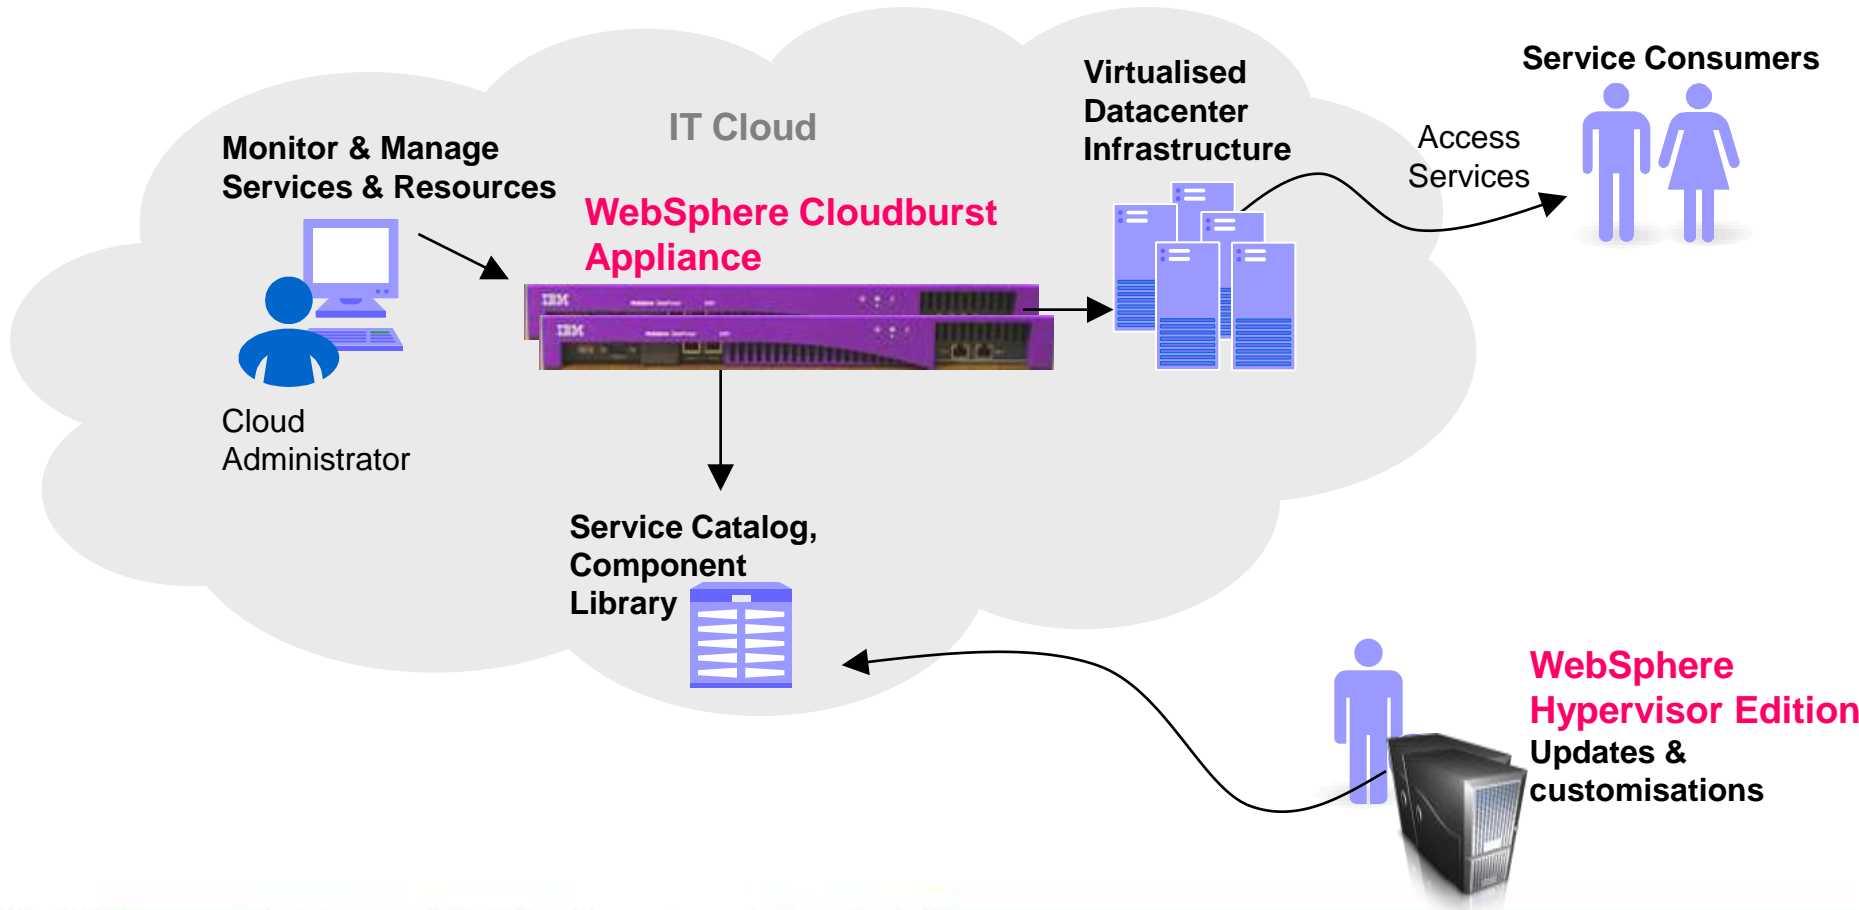 Service Consumers
Virtualised
Datacenter
Infrastructure
IT Cloud
Access
Services
Monitor & Manage
Services & Resources
WebSphere Cloudburst
Appliance
IBM
IBM
Cloud
Administrator
Service Catalog,
Component
Library
WebSphere
Hypervisor Edition
Updates &
customisations